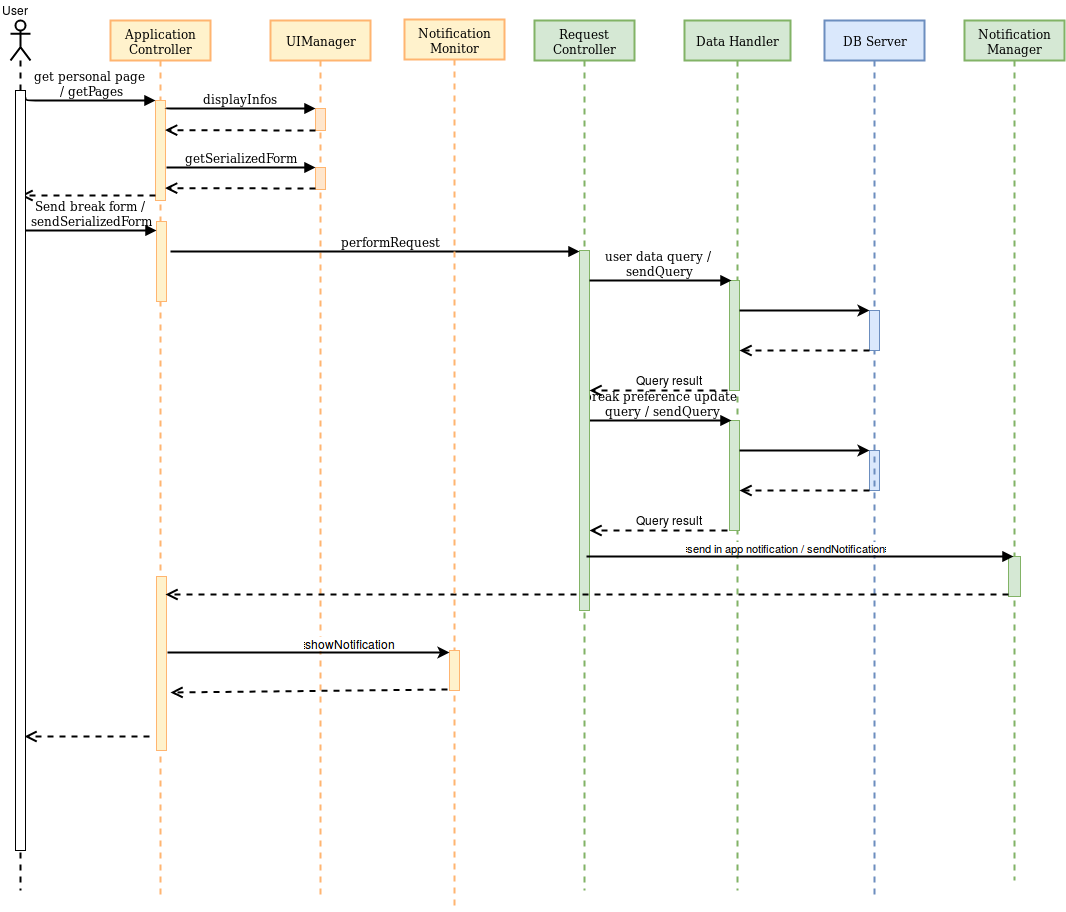 User
Application
Controller
UIManager
Notification
Monitor
Request
Controller
Data Handler
DB Server
Notification
Manager
get personal page
/ getPages
displayInfos
getSerializedForm
Send break form /
sendSerializedForm
performRequest
user data query /
sendQuery
Query result
break preference update
query / sendQuery
Query result
send in app notification / sendNotification
showNotification